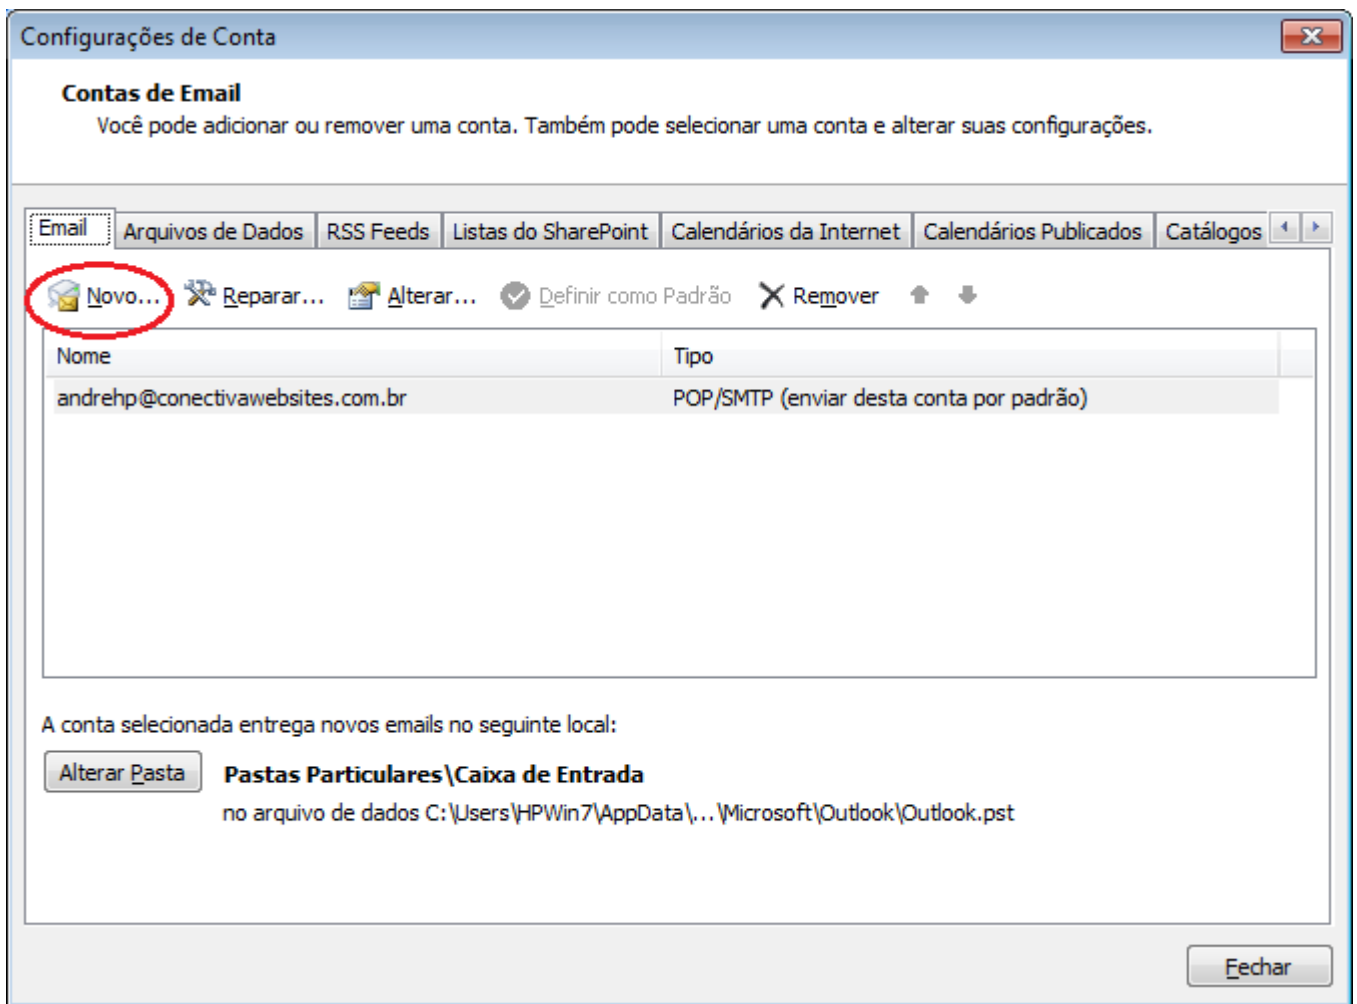 Configurações de Conta
Contas de Email
Você pode adicionar ou remover uma conta. Também pode selecionar uma conta e alterar suas configurações.
Email Arquivos de Dados RSS Feeds Listas do SharePoint Calendários da Internet Calendários Publicados Catálogos
Novo... Reparar... Alterar... Definir como Padrão Remover
Nome Tipo
andrehp@conectivawebsites.com.br POP/SMTP (enviar desta conta por padrão)
A conta selecionada entrega novos emails no seguinte local:
Alterar Pasta Pastas Particulares\Caixa de Entrada
no arquivo de dados C:\Users\HPWin7\AppData\...\Microsoft\Outlook\Outlook.pst
Fechar